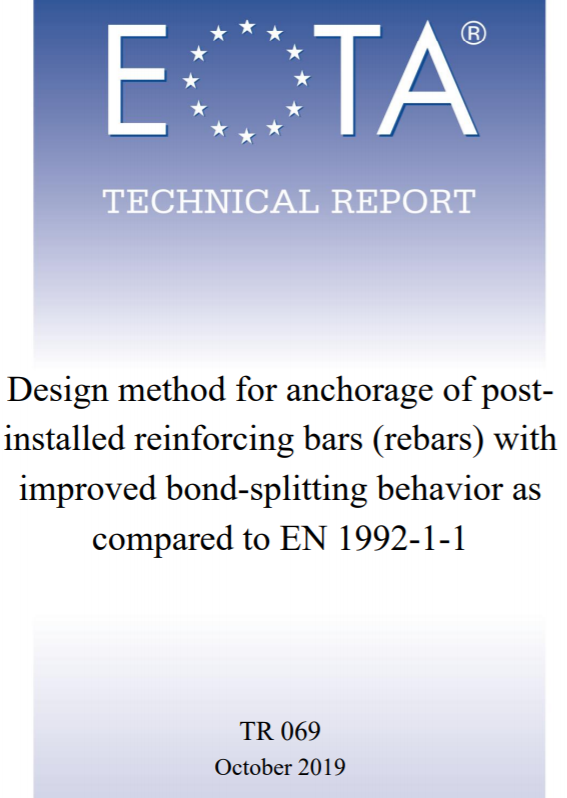 EOTA®
TECHNICAL REPORT
Design method for anchorage of post-
installed reinforcing bars (rebars) with
improved bond-splitting behavior as
compared to EN 1992-1-1
TR 069
October 2019